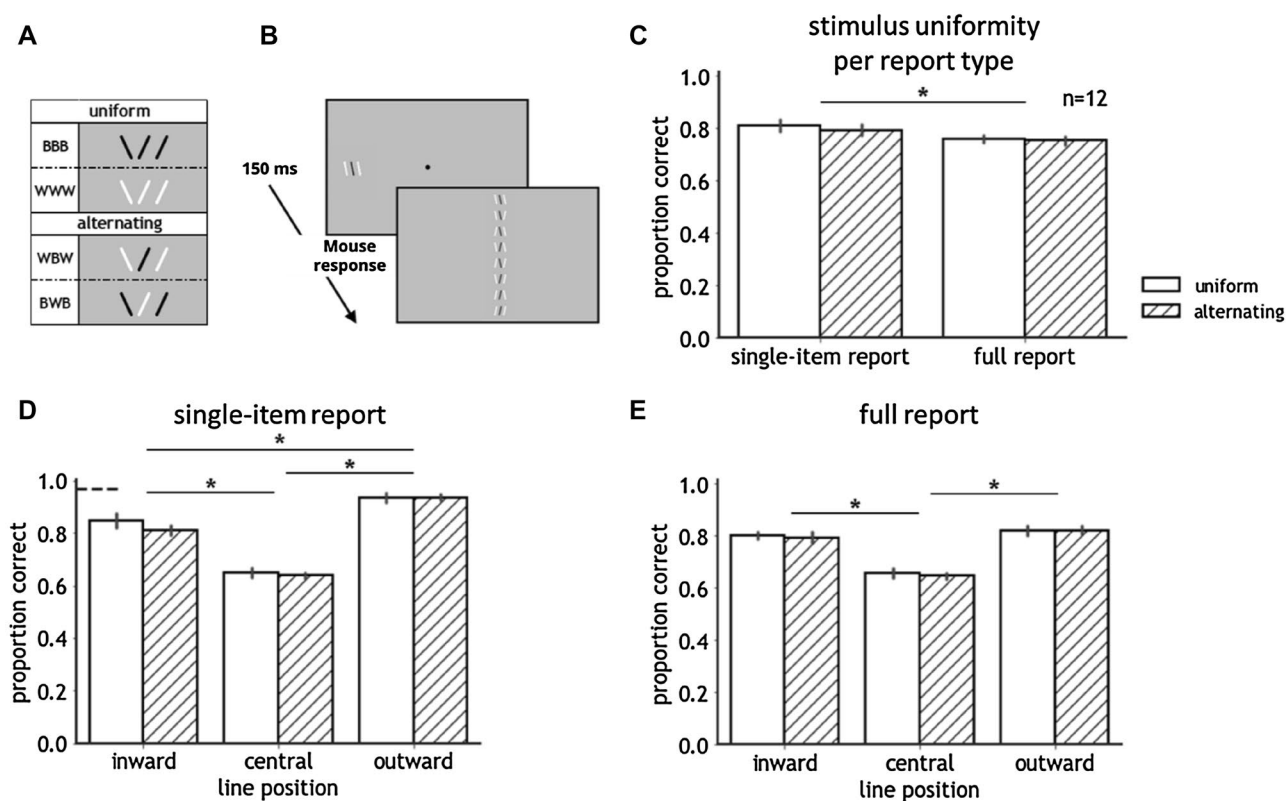 A
uniform
BBB
WWW
alternating
WBW
BWB
B
150 ms
Mouse
response
C
stimulus uniformity
per report type
n=12
*
proportion correct
1.0
0.8
0.6
0.4
0.2
0.0
single-item report
full report
uniform
alternating
D
single-item report
*
*
*
proportion correct
1.0
0.8
0.6
0.4
0.2
0.0
inward
central
outward
line position
E
full report
*
*
proportion correct
1.0
0.8
0.6
0.4
0.2
0.0
inward
central
outward
line position